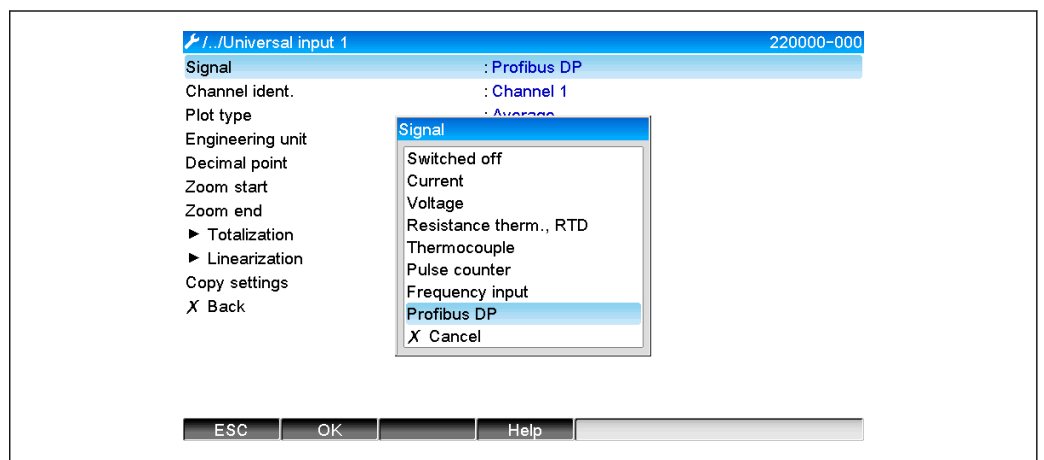 /../Universal input 1 220000-000
Signal : Profibus DP
Channel ident. : Channel 1
Plot type : Average
Engineering unit
Decimal point
Zoom start
Zoom end
► Totalization
► Linearization
Copy settings
X Back
Signal
Switched off
Current
Voltage
Resistance therm., RTD
Thermocouple
Pulse counter
Frequency input
Profibus DP
X Cancel
ESC OK Help